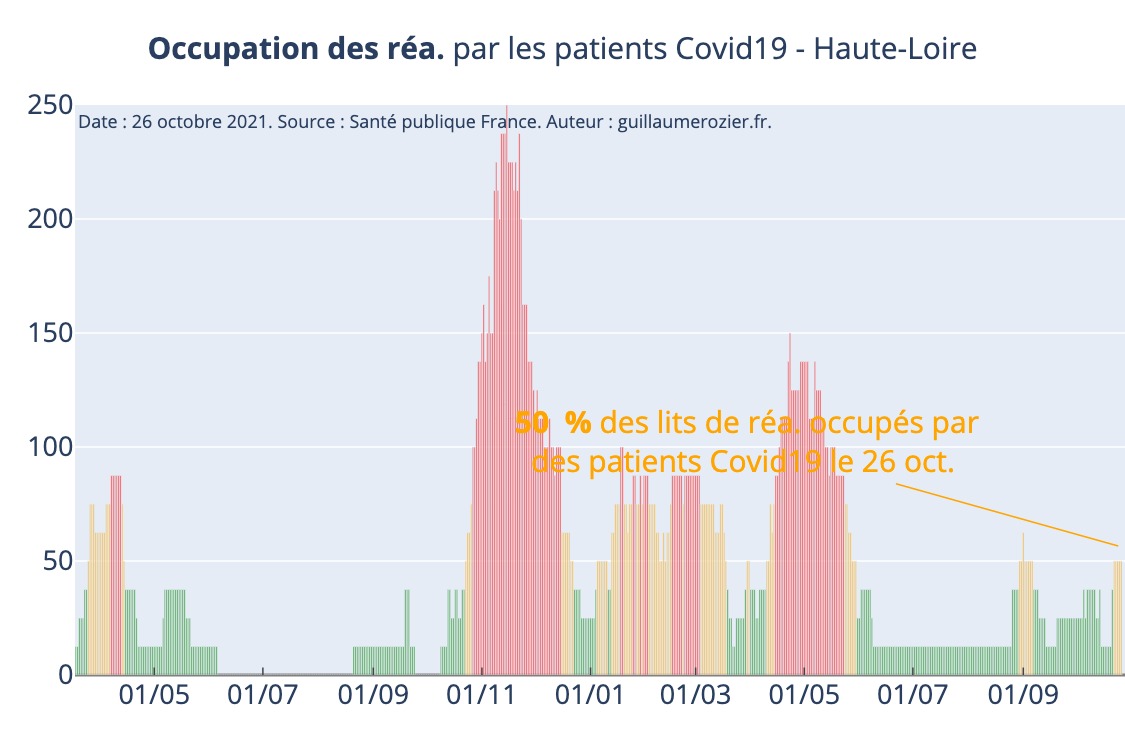 Occupation des réa. par les patients Covid19 - Haute-Loire
250
Date : 26 octobre 2021. Source : Santé publique France. Auteur : guillaumerozier.fr.
200
150
50 % des lits de réa. occupés par
des patients Covid19 le 26 oct.
100
50
0
01/05 01/07 01/09 01/11 01/01 01/03 01/05 01/07 01/09